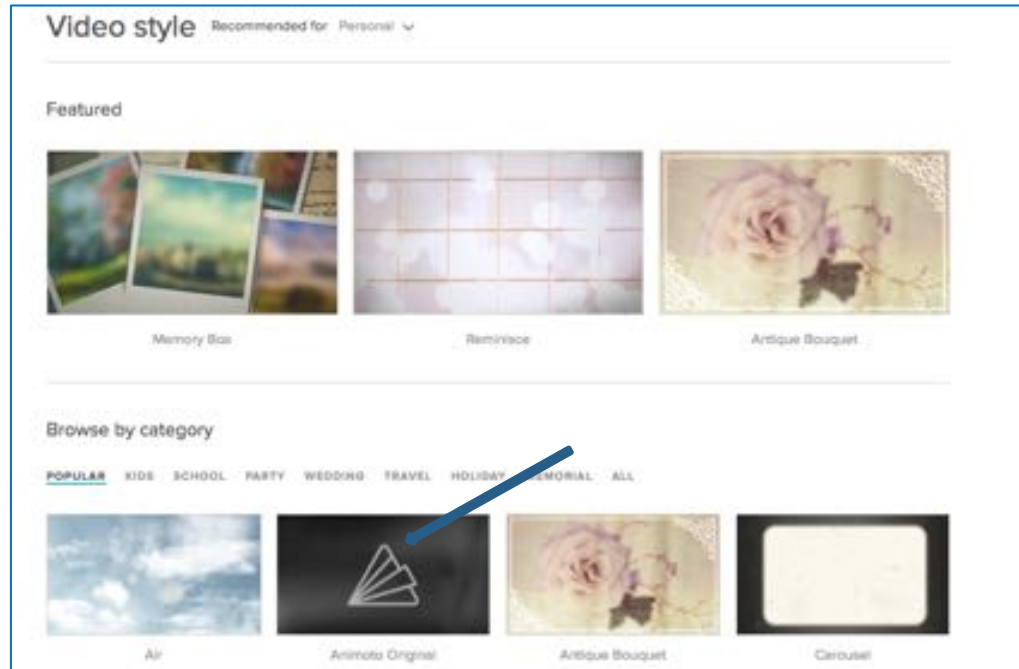 Video style Recommended for Personal
Featured
Memory Box Reminisce Antique Bouquet
Browse by category
POPULAR KIDS SCHOOL PARTY WEDDING TRAVEL HOLIDAY MEMORIAL ALL
Air Animoto Original Antique Bouquet Carousel